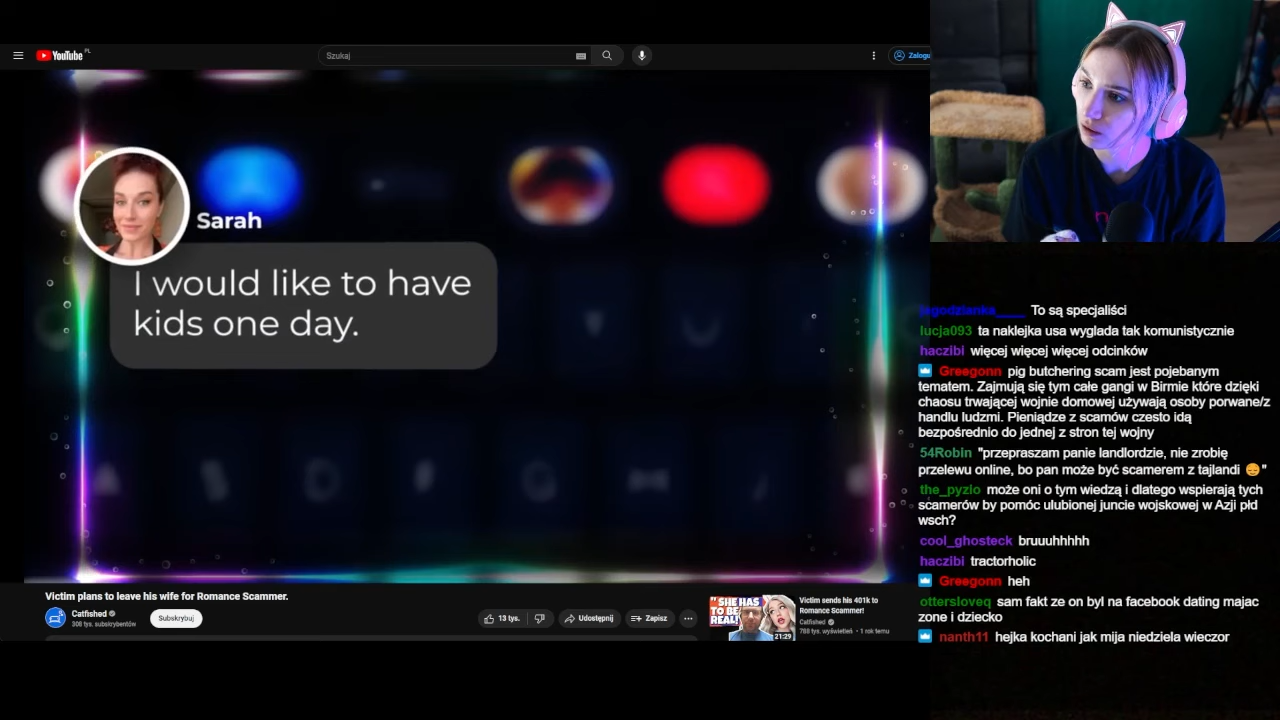 YouTube PL
Szukaj
Zalogu
Sarah
I would like to have
kids one day.
Victim plans to leave his wife for Romance Scammer.
Catfished
308 tys. subskrybentów
Subskrybuj
13 tys.
Udostępnij
Zapisz
"SHE HAS
TO BE
REAL!"
21:29
Victim sends his 401k to
Romance Scammer!
Catfished
788 tys. wyświetleń • 1 rok temu
A S D F G H J
jagodzianka____ To są specjaliści
lucja093 ta naklejka usa wyglada tak komunistycznie
haczibi więcej więcej więcej odcinków
Greegonn pig butchering scam jest pojebanym
tematem. Zajmują się tym całe gangi w Birmie które dzięki
chaosu trwającej wojnie domowej używają osoby porwane/z
handlu ludzmi. Pieniądze z scamów czesto idą
bezpośrednio do jednej z stron tej wojny
54Robin "przepraszam panie landlordzie, nie zrobię
przelewu online, bo pan może być scamerem z tajlandi 😔"
the_pyzlo może oni o tym wiedzą i dlatego wspierają tych
scamerów by pomóc ulubionej juncie wojskowej w Azji płd
wsch?
cool_ghosteck bruuuhhhhh
haczibi tractorholic
Greegonn heh
ottersloveq sam fakt ze on byl na facebook dating majac
zone i dziecko
nanth11 hejka kochani jak mija niedziela wieczor